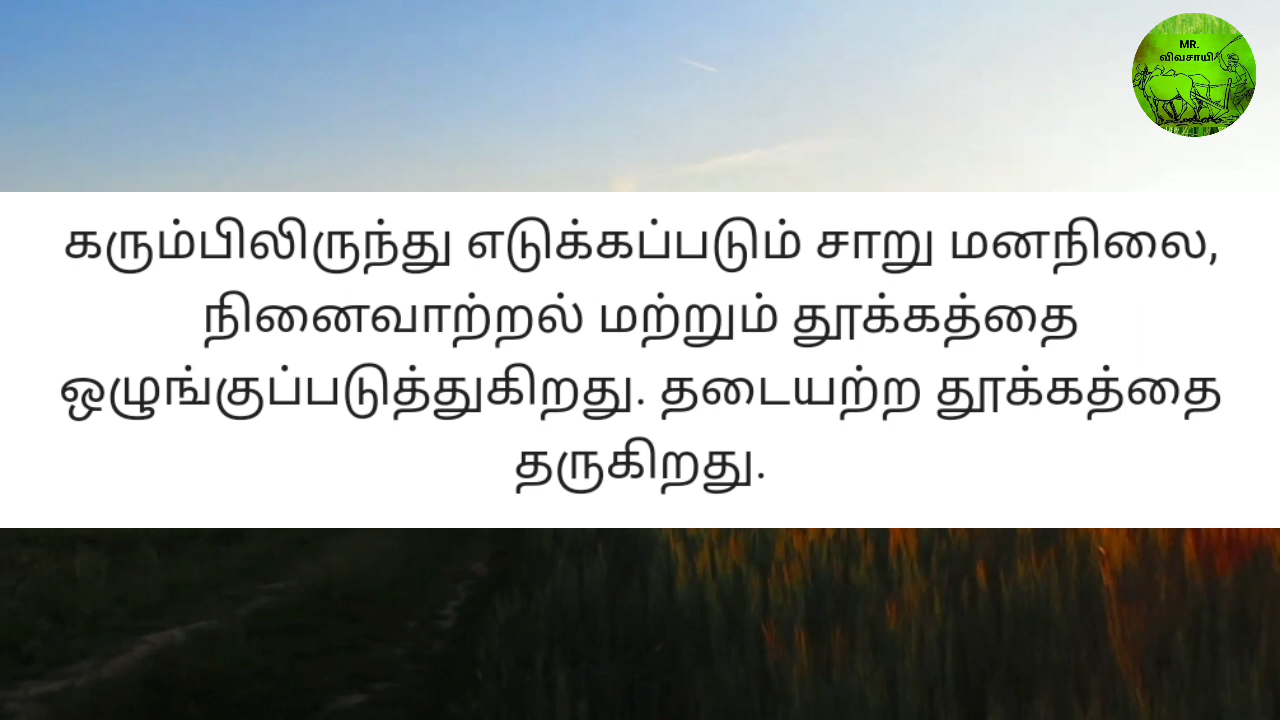 MR.
விவசாயி
கரும்பிலிருந்து எடுக்கப்படும் சாறு மனநிலை,
நினைவாற்றல் மற்றும் தூக்கத்தை
ஒழுங்குப்படுத்துகிறது. தடையற்ற தூக்கத்தை
தருகிறது.